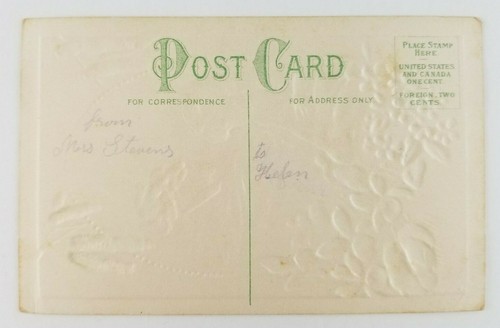 POST CARD
PLACE STAMP
HERE
UNITED STATES
AND CANADA
ONE CENT
FOREIGN, TWO
CENTS
FOR CORRESPONDENCE
FOR ADDRESS ONLY
from
Mrs Stevens
to
Helen